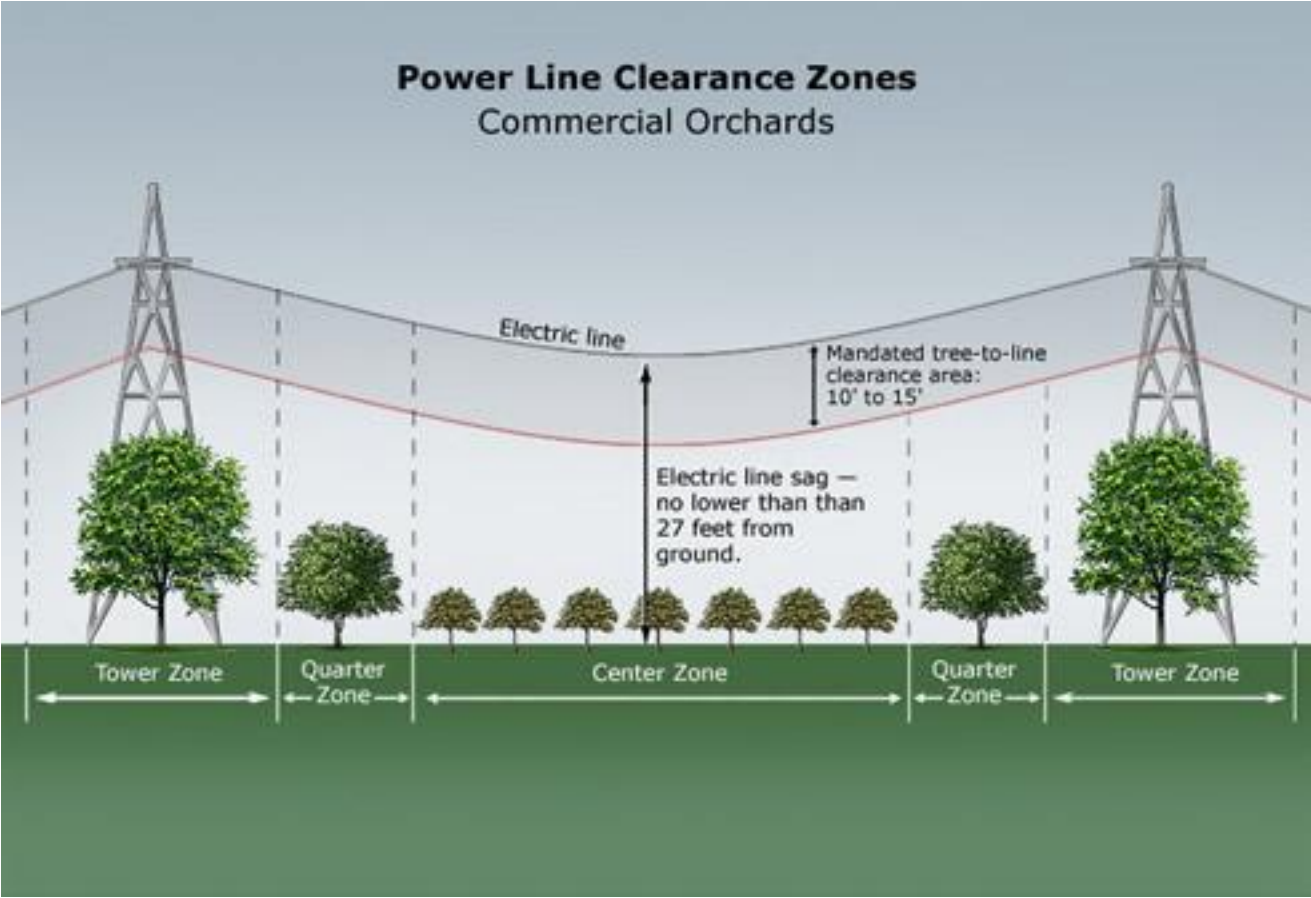 Power Line Clearance Zones
Commercial Orchards
Electric line
Mandated tree-to-line
clearance area:
10' to 15'
Electric line sag —
no lower than than
27 feet from
ground.
Tower Zone
Quarter
Zone
Center Zone
Quarter
Zone
Tower Zone